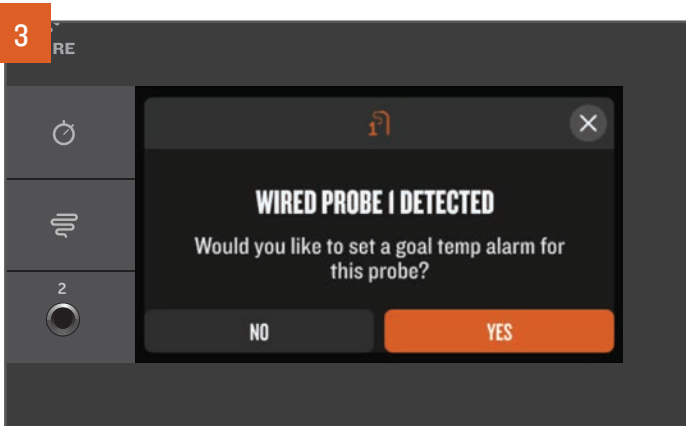 3
RE
1
WIRED PROBE 1 DETECTED
Would you like to set a goal temp alarm for
this probe?
2
NO
YES